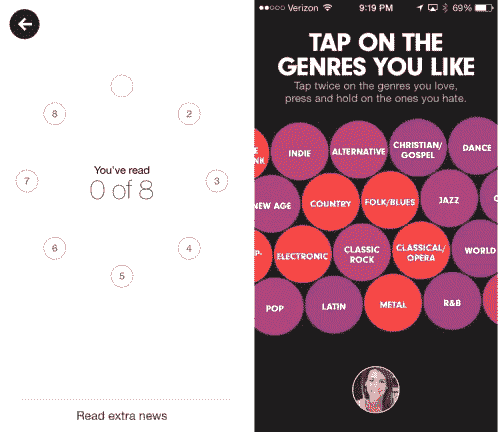 8
2
You've read
0 of 8
7
3
6
4
5
Read extra news
Verizon 9:19 PM 69%
TAP ON THE
GENRES YOU LIKE
Tap twice on the genres you love,
press and hold on the ones you hate.
INDIE
ALTERNATIVE
CHRISTIAN/
GOSPEL
DANCE
NEW AGE
COUNTRY
FOLK/BLUES
JAZZ
ELECTRONIC
CLASSIC
ROCK
CLASSICAL/
OPERA
WORLD
POP
LATIN
METAL
R&B